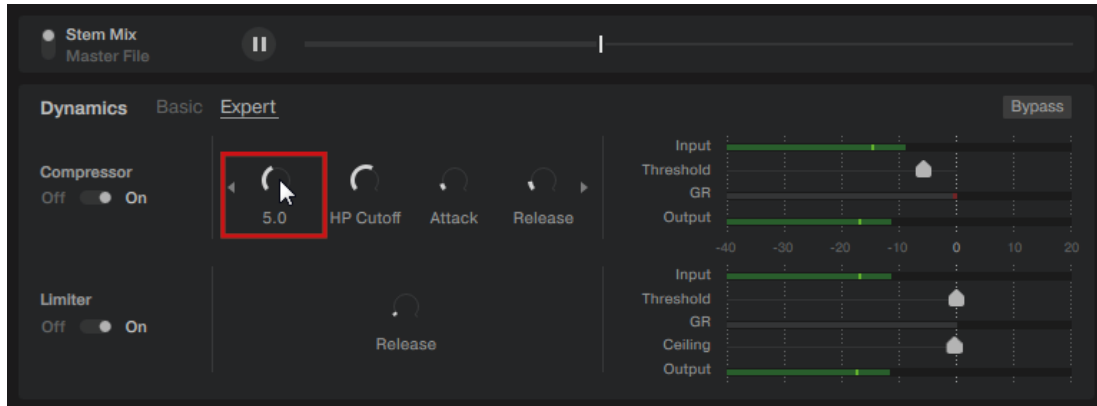 Stem Mix
Master File
Dynamics Basic Expert Bypass
Compressor
Off On
5.0 HP Cutoff Attack Release
Input
Threshold
GR
Output
-40 -30 -20 -10 0 10 20
Limiter
Off On
Release
Input
Threshold
GR
Ceiling
Output